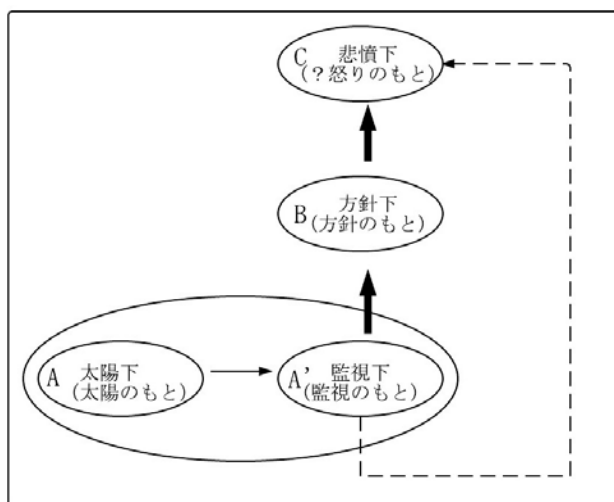 C 悲憤下
(？怒りのもと)
B 方針下
(方針のもと)
A 太陽下
(太陽のもと)
A' 監視下
(監視のもと)